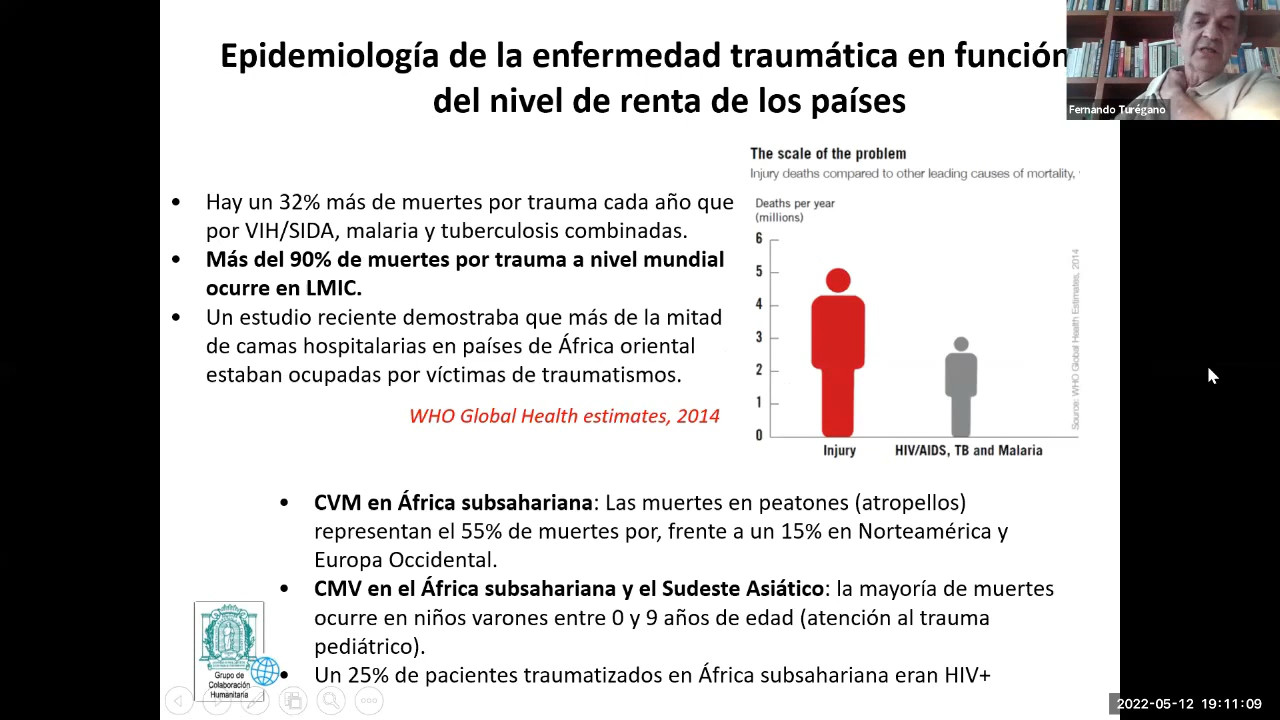 Epidemiología de la enfermedad traumática en función
del nivel de renta de los países
Fernando Turégano
The scale of the problem
Injury deaths compared to other leading causes of mortality,
• Hay un 32% más de muertes por trauma cada año que
por VIH/SIDA, malaria y tuberculosis combinadas.
• Más del 90% de muertes por trauma a nivel mundial
ocurre en LMIC.
• Un estudio reciente demostraba que más de la mitad
de camas hospitalarias en países de África oriental
estaban ocupadas por víctimas de traumatismos.
WHO Global Health estimates, 2014
Deaths per year
(millions)
6
5
4
3
2
1
0
Injury
HIV/AIDS, TB and Malaria
Source: WHO Global Health Estimates, 2014
• CVM en África subsahariana: Las muertes en peatones (atropellos)
representan el 55% de muertes por, frente a un 15% en Norteamérica y
Europa Occidental.
• CMV en el África subsahariana y el Sudeste Asiático: la mayoría de muertes
ocurre en niños varones entre 0 y 9 años de edad (atención al trauma
pediátrico).
• Un 25% de pacientes traumatizados en África subsahariana eran HIV+
Grupo de
Colaboración
Humanitaria
2022-05-12 19:11:09